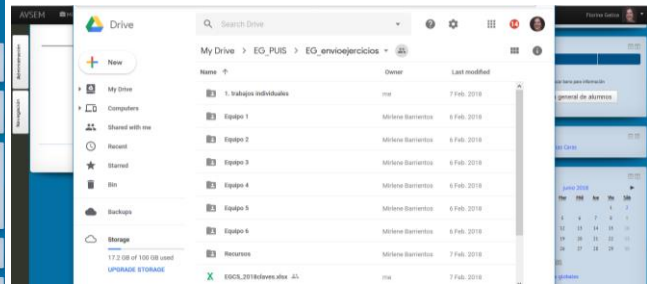 AVSEM
Drive
Search Drive
14
Administración
Navegación
New
My Drive
Computers
Shared with me
Recent
Starred
Bin
Backups
Storage
17.2 GB of 100 GB used
UPGRADE STORAGE
My Drive > EG_PUIS > EG_envioejercicios
Name Owner Last modified
1. trabajos individuales me 7 Feb. 2018
Equipo 1 Mirlene Barrientos 6 Feb. 2018
Equipo 2 Mirlene Barrientos 6 Feb. 2018
Equipo 3 Mirlene Barrientos 6 Feb. 2018
Equipo 4 Mirlene Barrientos 6 Feb. 2018
Equipo 5 Mirlene Barrientos 6 Feb. 2018
Equipo 6 Mirlene Barrientos 6 Feb. 2018
Recursos Mirlene Barrientos 7 Feb. 2018
X EGCS_2018claves.xlsx me 7 Feb. 2018
general de alumnos
junio 2018